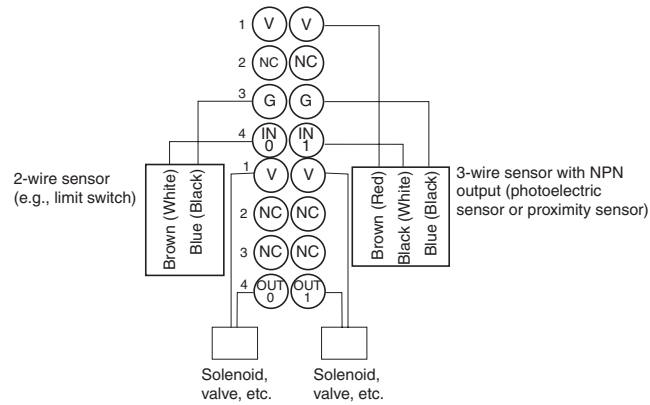 1 V V
2 NC NC
3 G G
4 IN 0 IN 1
1 V V
2 NC NC
3 NC NC
4 OUT 0 OUT 1
2-wire sensor
(e.g., limit switch)
Brown (White)
Blue (Black)
Brown (Red)
Black (White)
Blue (Black)
3-wire sensor with NPN
output (photoelectric
sensor or proximity sensor)
Solenoid,
valve, etc.
Solenoid,
valve, etc.